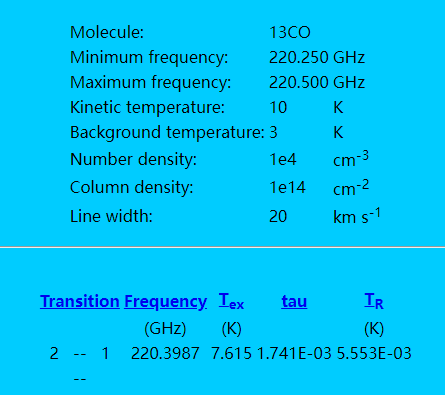 Molecule: 13CO
Minimum frequency: 220.250 GHz
Maximum frequency: 220.500 GHz
Kinetic temperature: 10 K
Background temperature: 3 K
Number density: 1e4 cm⁻³
Column density: 1e14 cm⁻²
Line width: 20 km s⁻¹
Transition Frequency Tₑₓ tau T_R
(GHz) (K) (K)
2 -- 1 220.3987 7.615 1.741E-03 5.553E-03
--